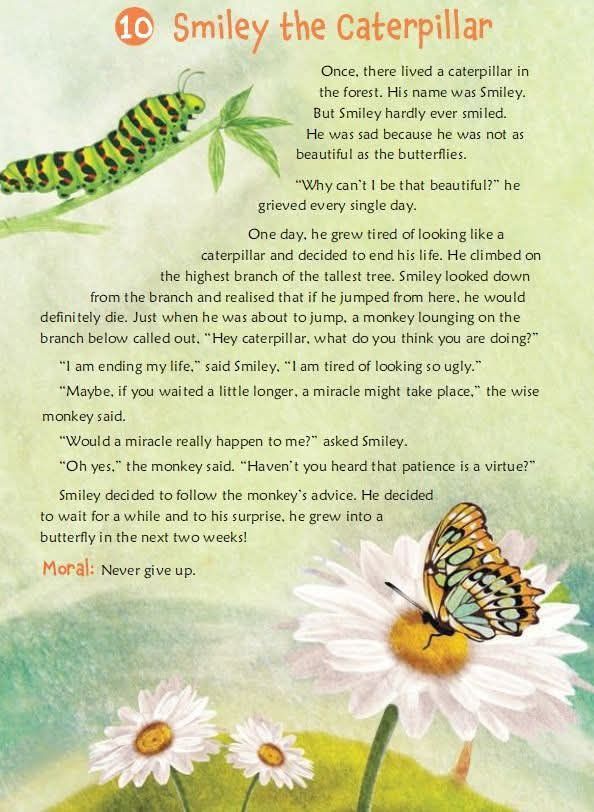 10 Smiley the Caterpillar
Once, there lived a caterpillar in
the forest. His name was Smiley.
But Smiley hardly ever smiled.
He was sad because he was not as
beautiful as the butterflies.
“Why can’t I be that beautiful?” he
grieved every single day.
One day, he grew tired of looking like a
caterpillar and decided to end his life. He climbed on
the highest branch of the tallest tree. Smiley looked down
from the branch and realised that if he jumped from here, he would
definitely die. Just when he was about to jump, a monkey lounging on the
branch below called out, “Hey caterpillar, what do you think you are doing?”
“I am ending my life,” said Smiley, “I am tired of looking so ugly.”
“Maybe, if you waited a little longer, a miracle might take place,” the wise
monkey said.
“Would a miracle really happen to me?” asked Smiley.
“Oh yes,” the monkey said. “Haven’t you heard that patience is a virtue?”
Smiley decided to follow the monkey’s advice. He decided
to wait for a while and to his surprise, he grew into a
butterfly in the next two weeks!
Moral: Never give up.